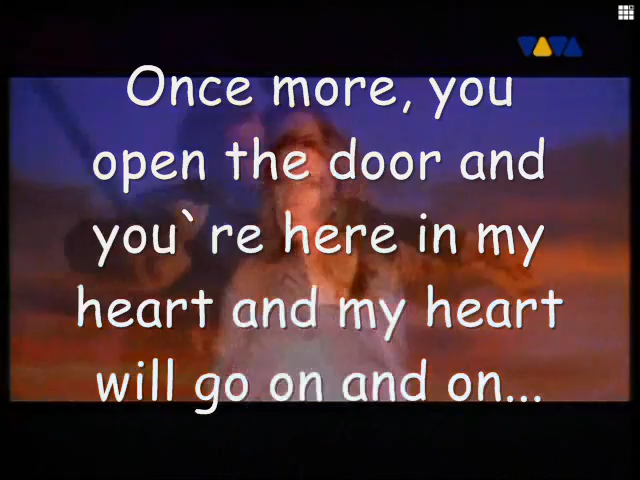 VIVA
Once more, you
open the door and
you`re here in my
heart and my heart
will go on and on...